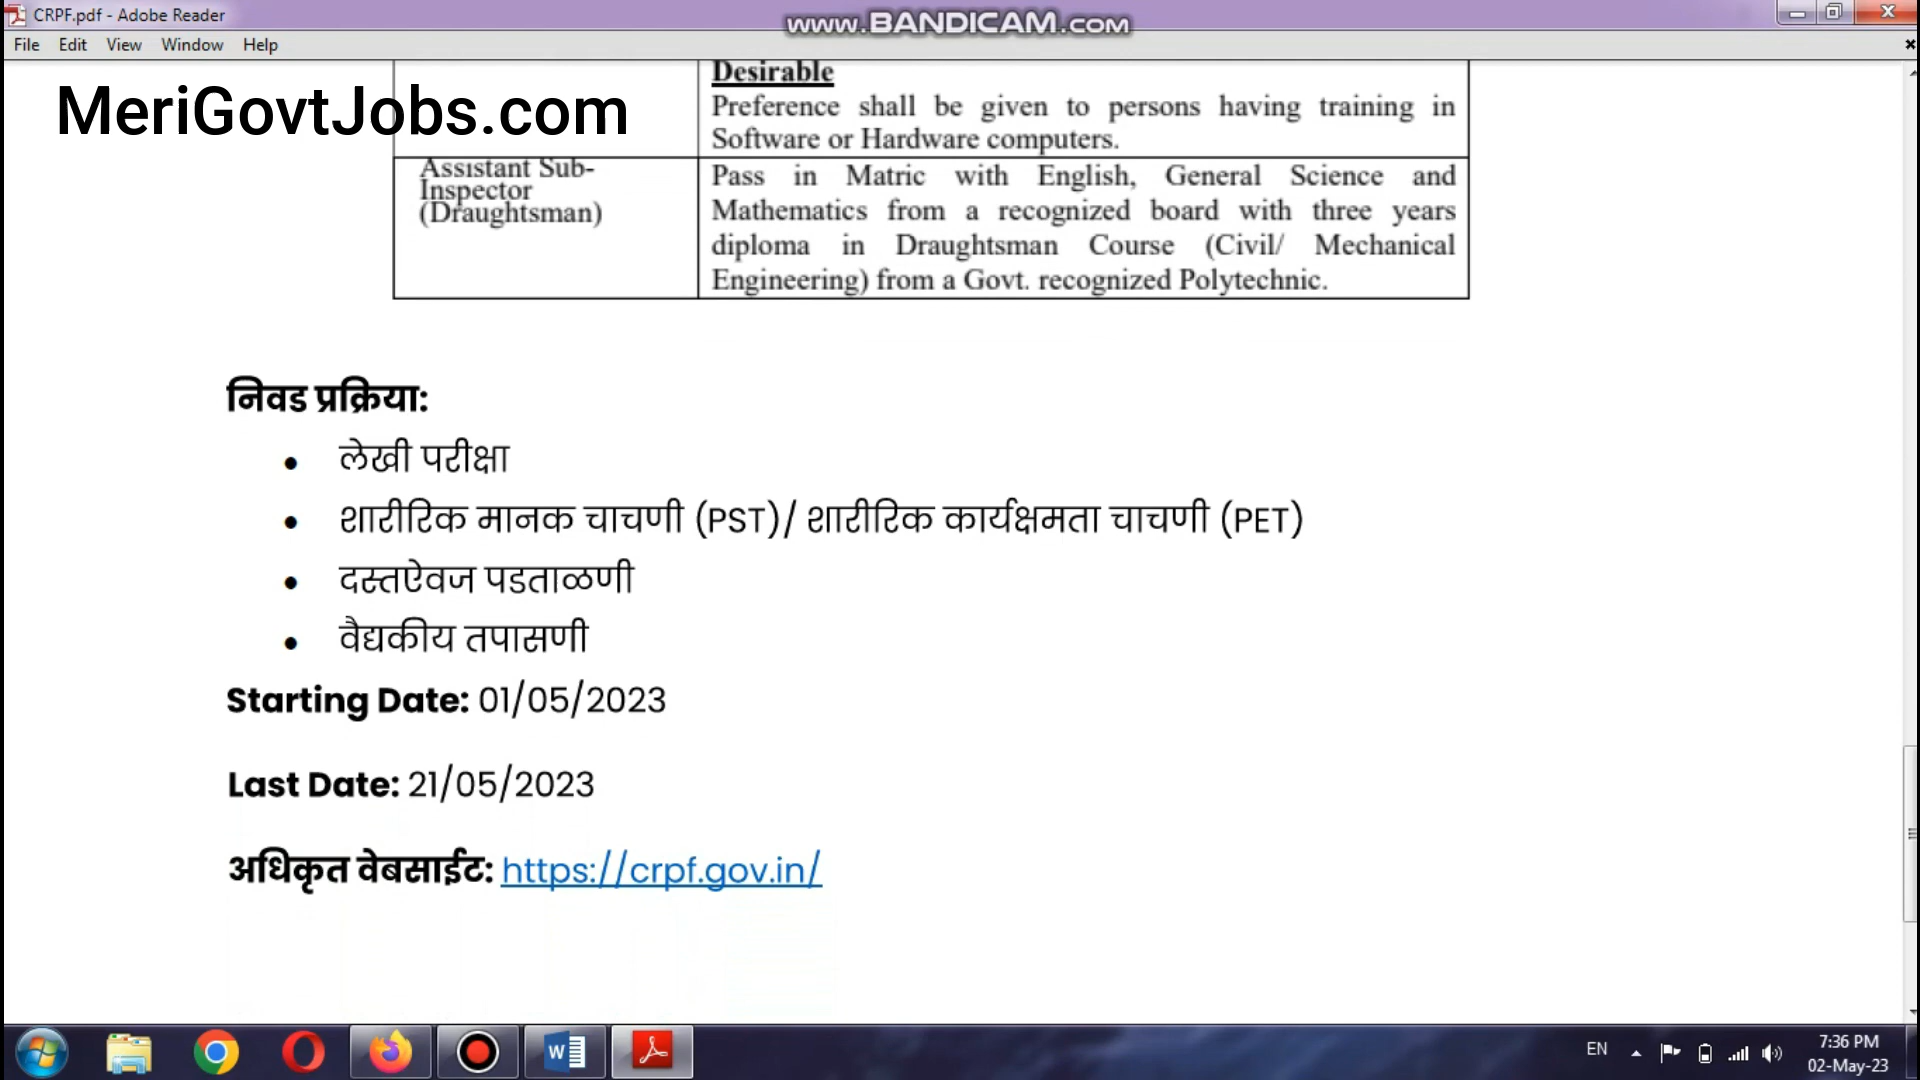 CRPF.pdf - Adobe Reader
www.BANDICAM.com
File Edit View Window Help
MeriGovtJobs.com
Desirable
Preference shall be given to persons having training in
Software or Hardware computers.
Assistant Sub-
Inspector
(Draughtsman)
Pass in Matric with English, General Science and
Mathematics from a recognized board with three years
diploma in Draughtsman Course (Civil/ Mechanical
Engineering) from a Govt. recognized Polytechnic.
निवड प्रक्रिया:
• लेखी परीक्षा
• शारीरिक मानक चाचणी (PST)/ शारीरिक कार्यक्षमता चाचणी (PET)
• दस्तऐवज पडताळणी
• वैद्यकीय तपासणी
Starting Date: 01/05/2023
Last Date: 21/05/2023
अधिकृत वेबसाईट: https://crpf.gov.in/
EN
7:36 PM
02-May-23